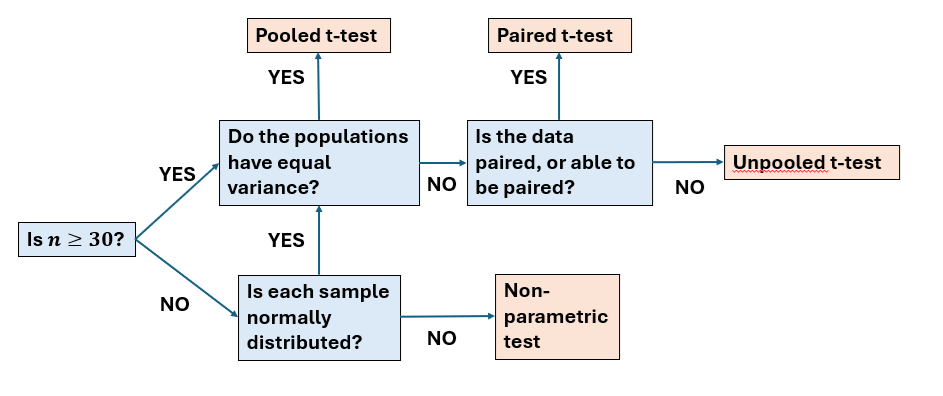 Pooled t-test
Paired t-test
YES
YES
Do the populations
have equal
variance?
Is the data
paired, or able to
be paired?
Unpooled t-test
YES
NO
NO
Is n ≥ 30?
YES
NO
Is each sample
normally
distributed?
Non-
parametric
test
NO